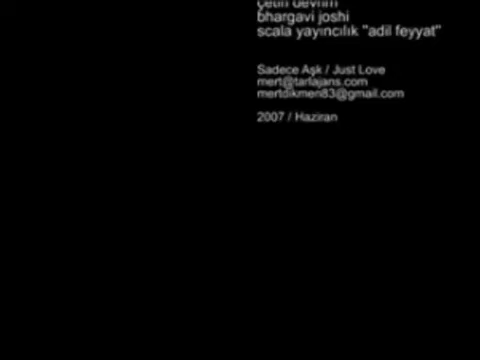 çetin devrim
bhargavi joshi
scala yayıncılık "adil feyyat"
Sadece Aşk / Just Love
mert@tarlajans.com
mertdikmen83@gmail.com
2007 / Haziran